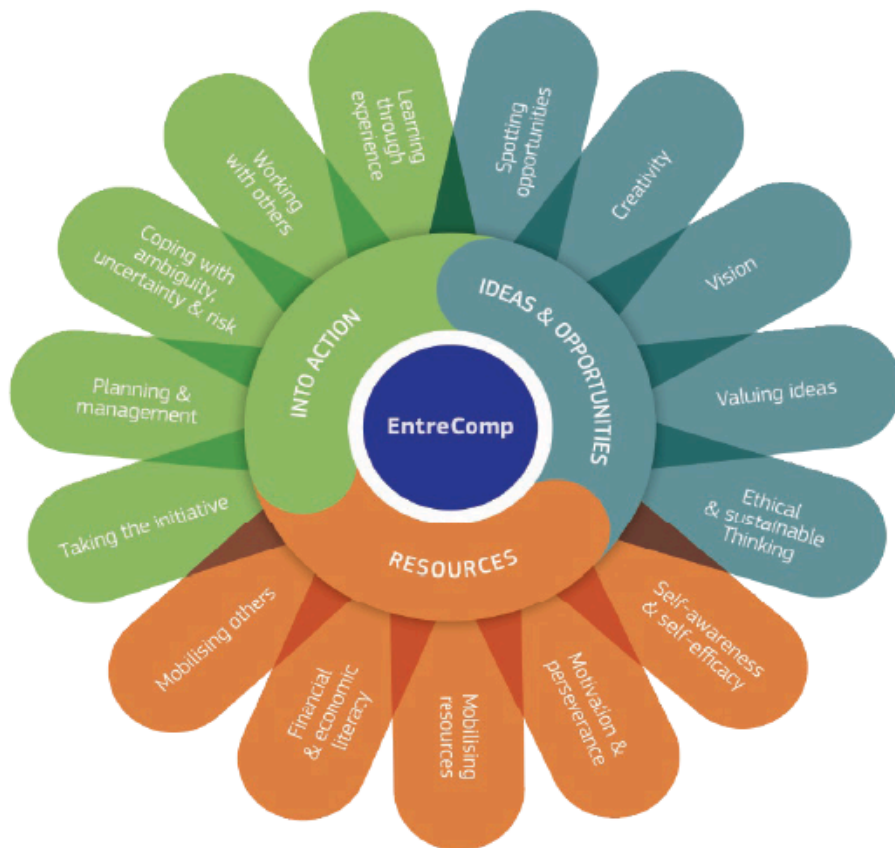 EntreComp
IDEAS & OPPORTUNITIES
Spotting
opportunities
Creativity
Vision
Valuing ideas
Ethical
& sustainable
Thinking
RESOURCES
Self-awareness
& self-efficacy
Motivation &
perseverance
Mobilising
resources
Financial
& economic
literacy
Mobilising others
INTO ACTION
Taking the initiative
Planning &
management
Coping with
ambiguity,
uncertainty & risk
Working
with others
Learning
through
experience